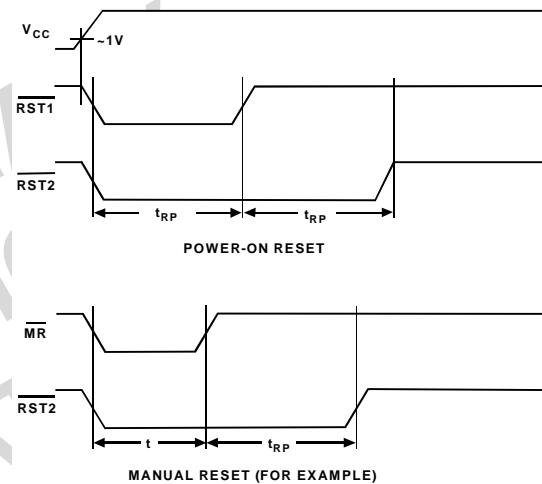 VCC
~1V
RST1
RST2
tRP tRP
POWER-ON RESET
MR
RST2
t tRP
MANUAL RESET (FOR EXAMPLE)